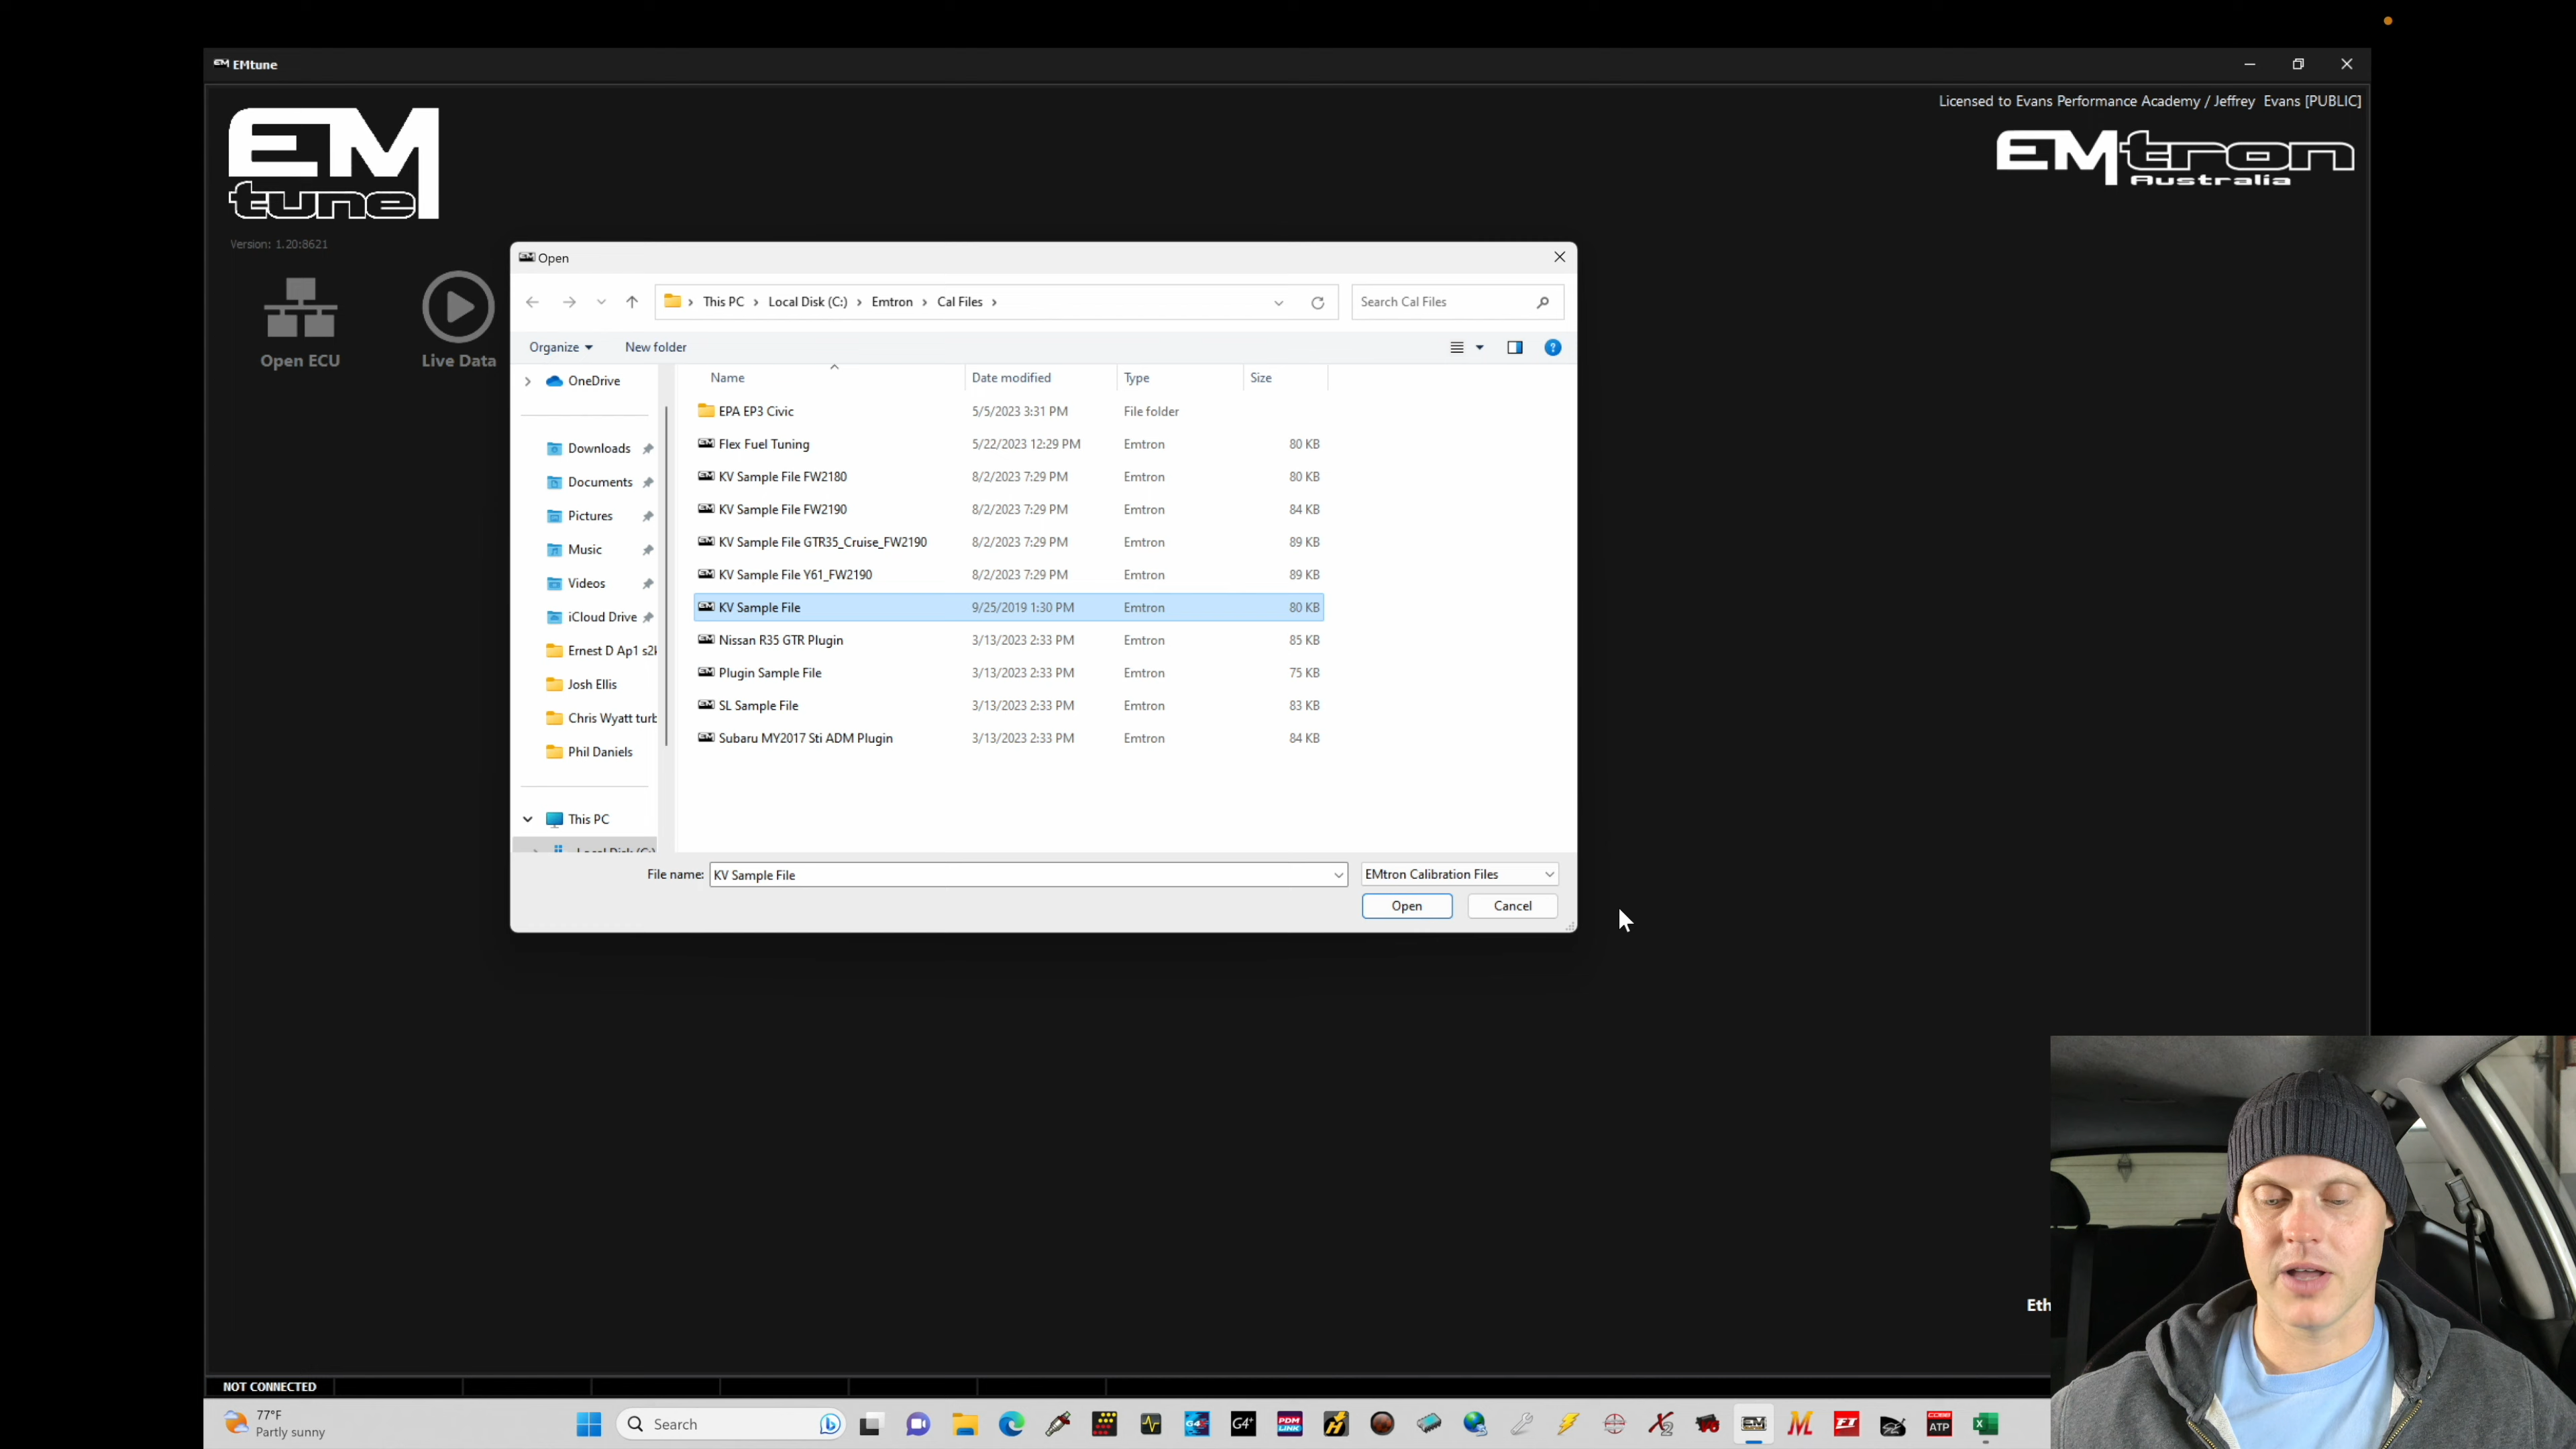 EMtune
Licensed to Evans Performance Academy / Jeffrey Evans [PUBLIC]
EM
tune
EMtron
Australia
Version: 1.20:8621
Open ECU
Live Data
Open
This PC
Local Disk (C:)
Emtron
Cal Files
Search Cal Files
Organize
New folder
?
Name Date modified Type Size
OneDrive
Downloads
Documents
Pictures
Music
Videos
iCloud Drive
Ernest D Ap1 s2k
Josh Ellis
Chris Wyatt turb
Phil Daniels
This PC
Local Disk (C:)
EPA EP3 Civic 5/5/2023 3:31 PM File folder
Flex Fuel Tuning 5/22/2023 12:29 PM Emtron 80 KB
KV Sample File FW2180 8/2/2023 7:29 PM Emtron 80 KB
KV Sample File FW2190 8/2/2023 7:29 PM Emtron 84 KB
KV Sample File GTR35_Cruise_FW2190 8/2/2023 7:29 PM Emtron 89 KB
KV Sample File Y61_FW2190 8/2/2023 7:29 PM Emtron 89 KB
KV Sample File 9/25/2019 1:30 PM Emtron 80 KB
Nissan R35 GTR Plugin 3/13/2023 2:33 PM Emtron 85 KB
Plugin Sample File 3/13/2023 2:33 PM Emtron 75 KB
SL Sample File 3/13/2023 2:33 PM Emtron 83 KB
Subaru MY2017 Sti ADM Plugin 3/13/2023 2:33 PM Emtron 84 KB
File name: KV Sample File EMtron Calibration Files
Open Cancel
Eth
NOT CONNECTED
77°F
Partly sunny
Search
G4+
G4+
PDM
LINK
X2
EM
M
COBB
ATP
X